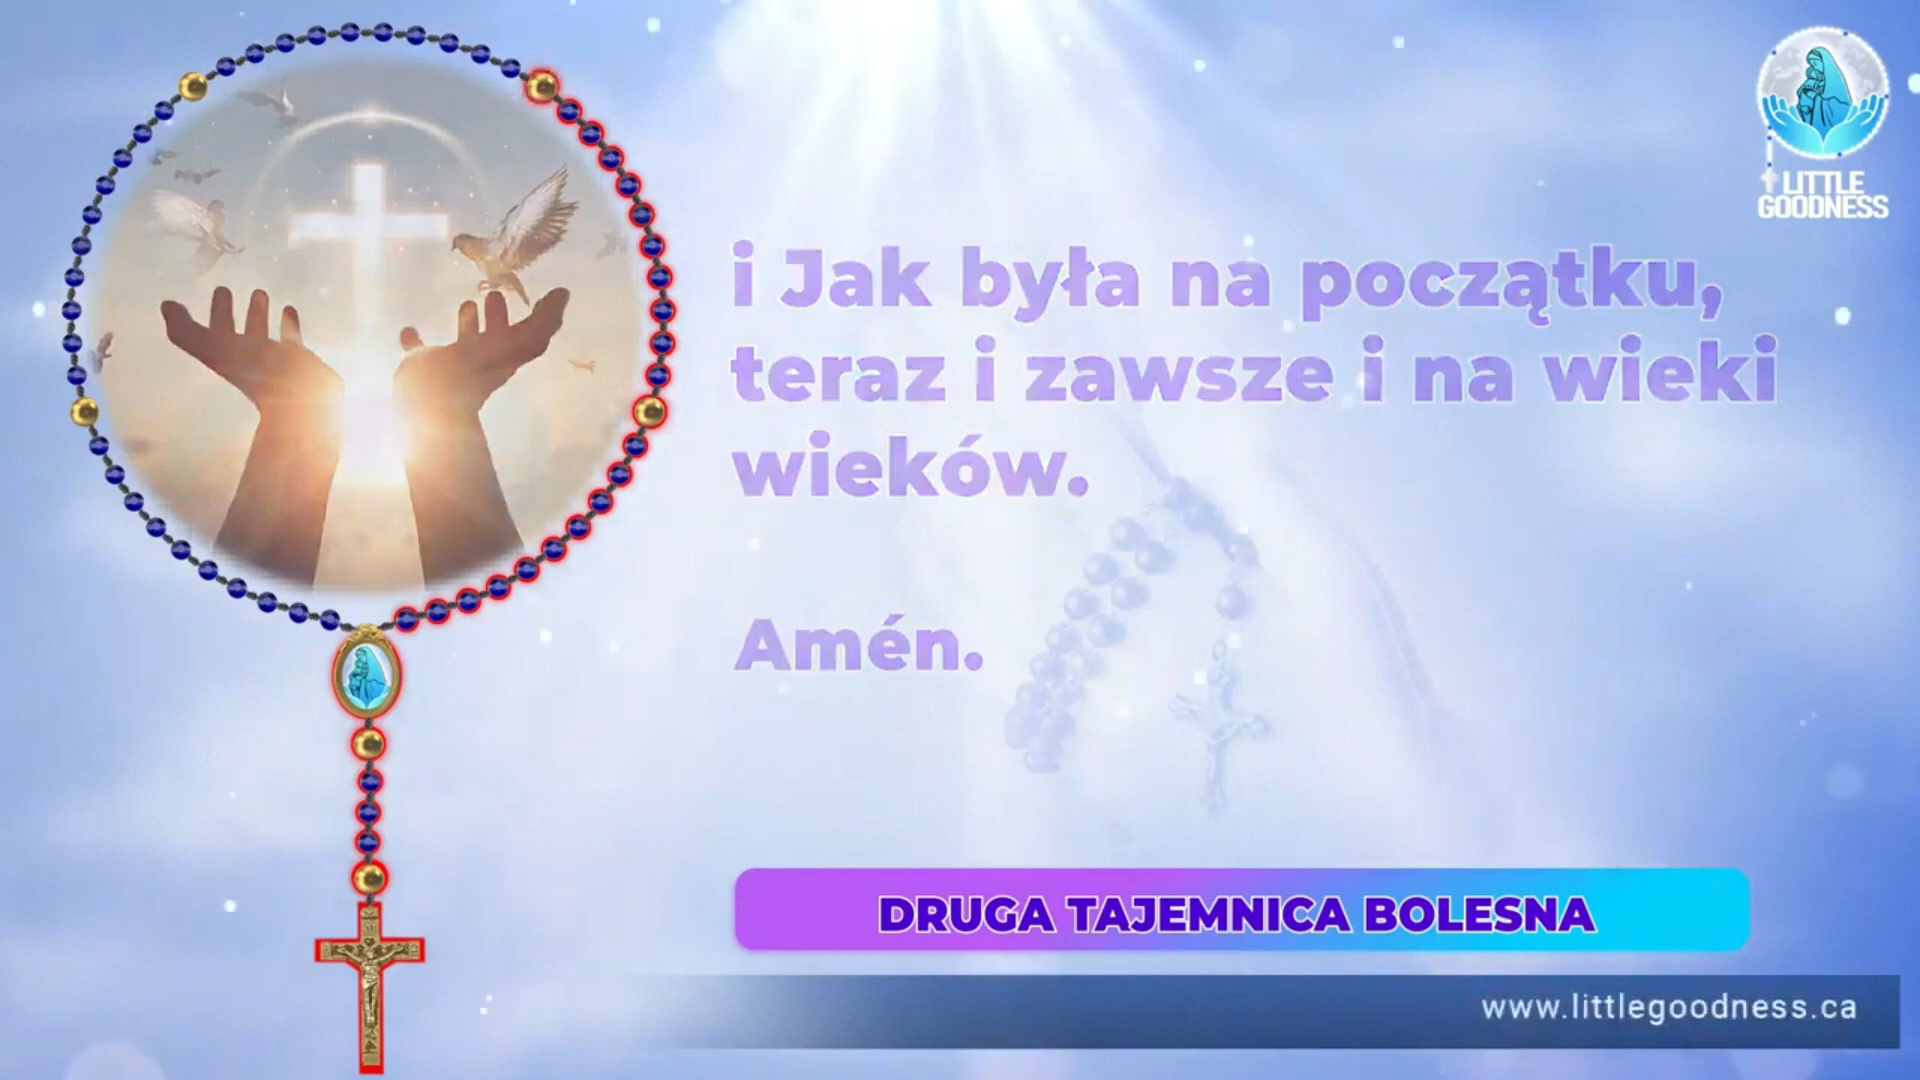 LITTLE
GOODNESS
i Jak była na początku,
teraz i zawsze i na wieki
wieków.
Amén.
DRUGA TAJEMNICA BOLESNA
www.littlegoodness.ca